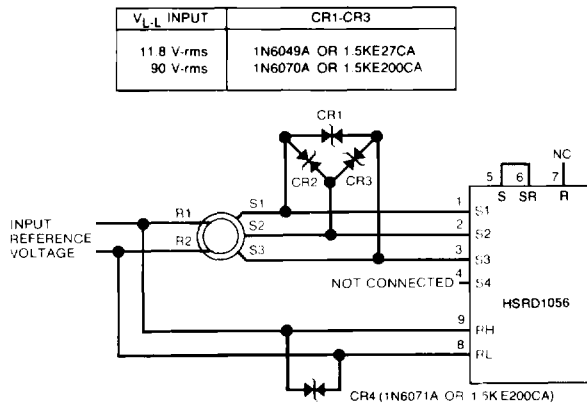 V_L-L INPUT CR1-CR3
11 8 V-rms 1N6049A OR 1.5KE27CA
90 V-rms 1N6070A OR 1.5KE200CA
CR1
CR2 CR3
NC
5 6 7
S SR R
R1 S1 1 S1
INPUT
REFERENCE
VOLTAGE
S2 2 S2
R2 S3 3 S3
NOT CONNECTED 4 S4
HSRD1056
9 RH
8 RL
CR4 (1N6071A OR 1.5KE200CA)